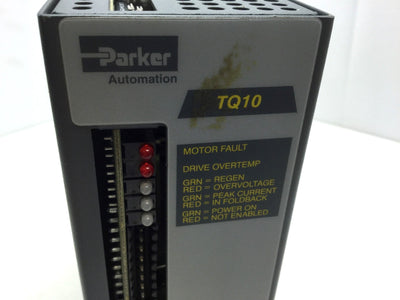 Parker
Automation
TQ10
MOTOR FAULT
DRIVE OVERTEMP
GRN = REGEN
RED = OVERVOLTAGE
GRN = PEAK CURRENT
RED = IN FOLDBACK
GRN = POWER ON
RED = NOT ENABLED